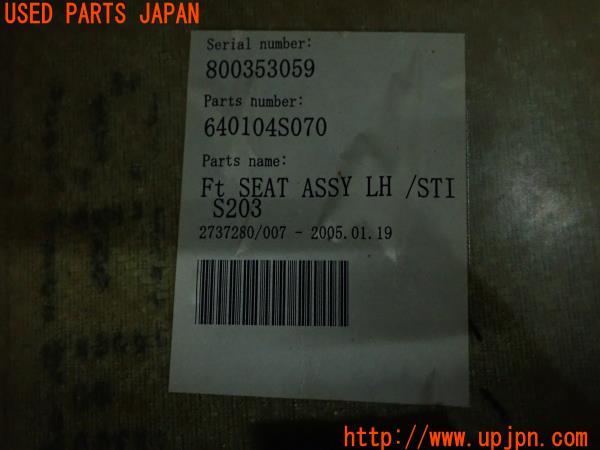 USED PARTS JAPAN
Serial number:
800353059
Parts number:
640104S070
Parts name:
Ft SEAT ASSY LH /STI
S203
2737280/007 - 2005.01.19
UPJ
http://www.upjpn.com/